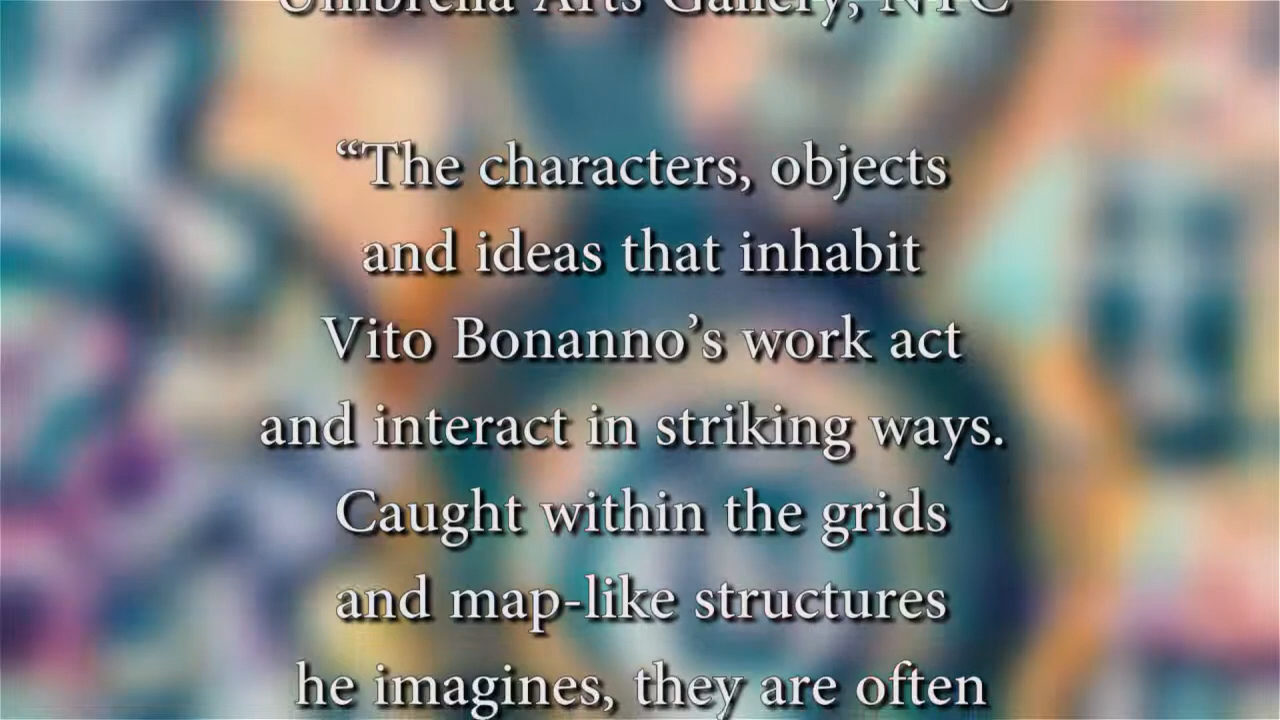 Umbrella Arts Gallery, NYC
“The characters, objects
and ideas that inhabit
Vito Bonanno’s work act
and interact in striking ways.
Caught within the grids
and map-like structures
he imagines, they are often